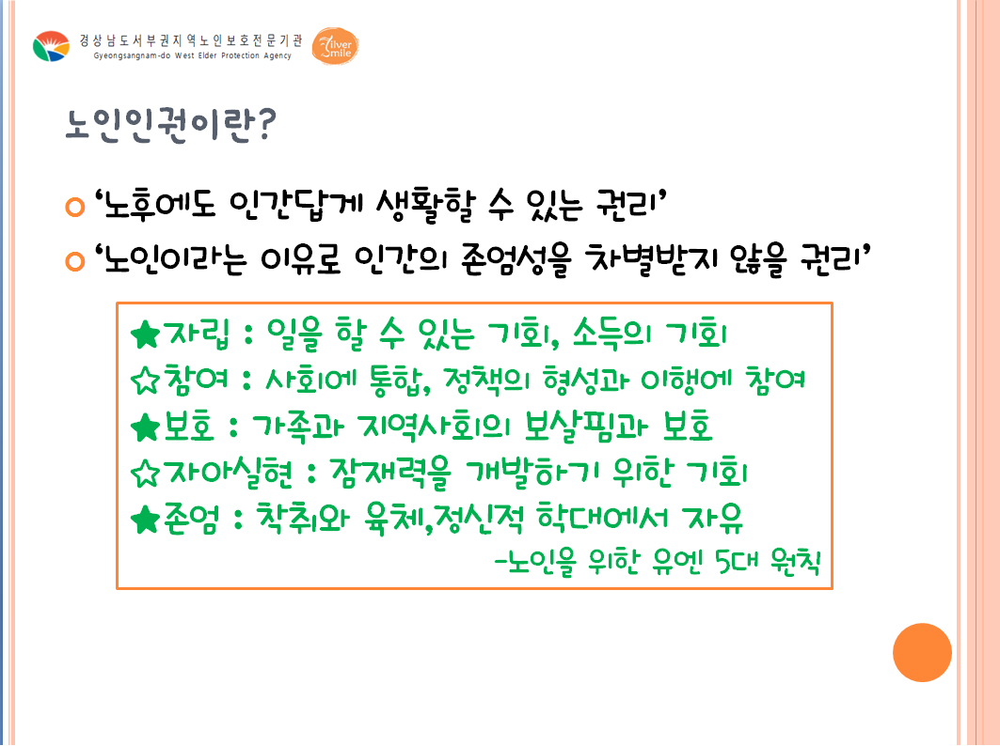 경상남도서부권지역노인보호전문기관
Gyeongsangnam-do West Elder Protection Agency
Silver
Smile
노인인권이란?
‘노후에도 인간답게 생활할 수 있는 권리’
‘노인이라는 이유로 인간의 존엄성을 차별받지 않을 권리’
★자립 : 일을 할 수 있는 기회, 소득의 기회
☆참여 : 사회에 통합, 정책의 형성과 이행에 참여
★보호 : 가족과 지역사회의 보살핌과 보호
☆자아실현 : 잠재력을 개발하기 위한 기회
★존엄 : 착취와 육체,정신적 학대에서 자유
-노인을 위한 유엔 5대 원칙